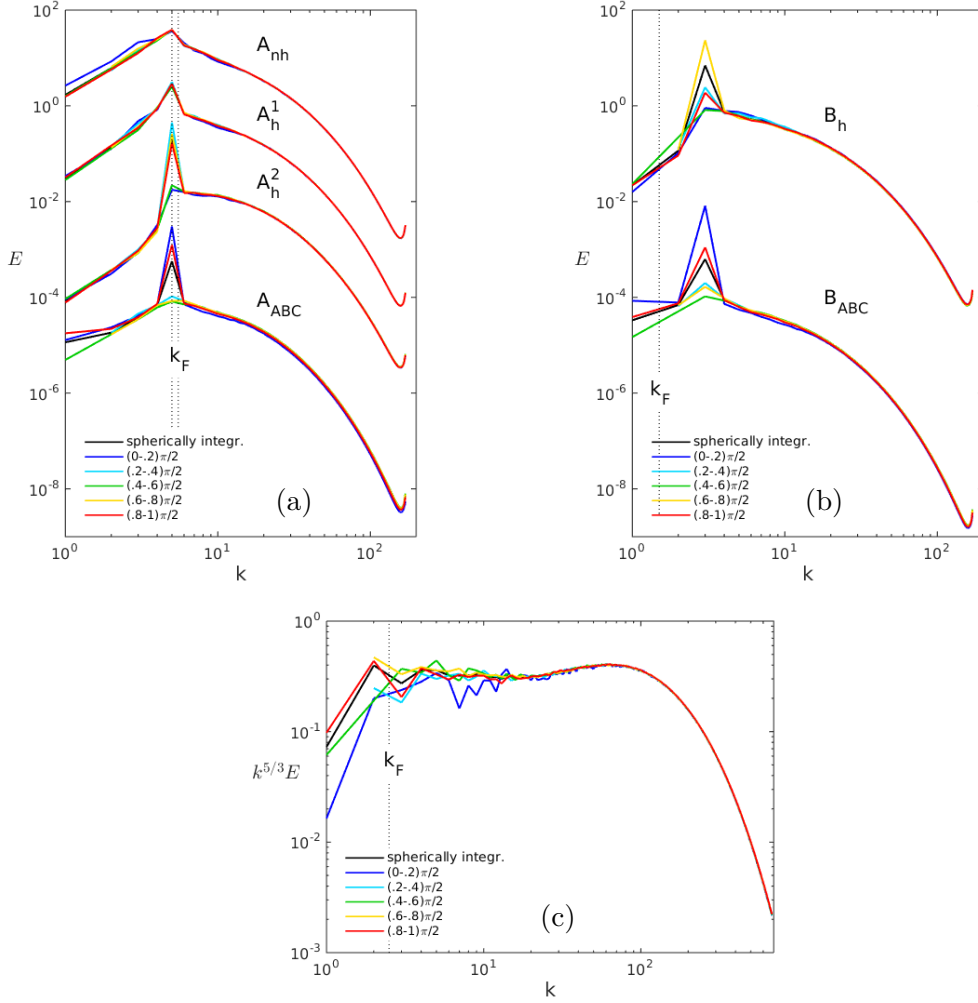 10^2
10^0
10^-2
10^-4
10^-6
10^-8
E
A_nh
A_h^1
A_h^2
A_ABC
k_F
spherically integr.
(0-.2)π/2
(.2-.4)π/2
(.4-.6)π/2
(.6-.8)π/2
(.8-1)π/2
(a)
10^0 10^1 10^2
k
10^2
10^0
10^-2
10^-4
10^-6
10^-8
E
B_h
B_ABC
k_F
spherically integr.
(0-.2)π/2
(.2-.4)π/2
(.4-.6)π/2
(.6-.8)π/2
(.8-1)π/2
(b)
10^0 10^1 10^2
k
10^0
10^-1
10^-2
10^-3
k^5/3 E
k_F
spherically integr.
(0-.2)π/2
(.2-.4)π/2
(.4-.6)π/2
(.6-.8)π/2
(.8-1)π/2
(c)
10^0 10^1 10^2
k